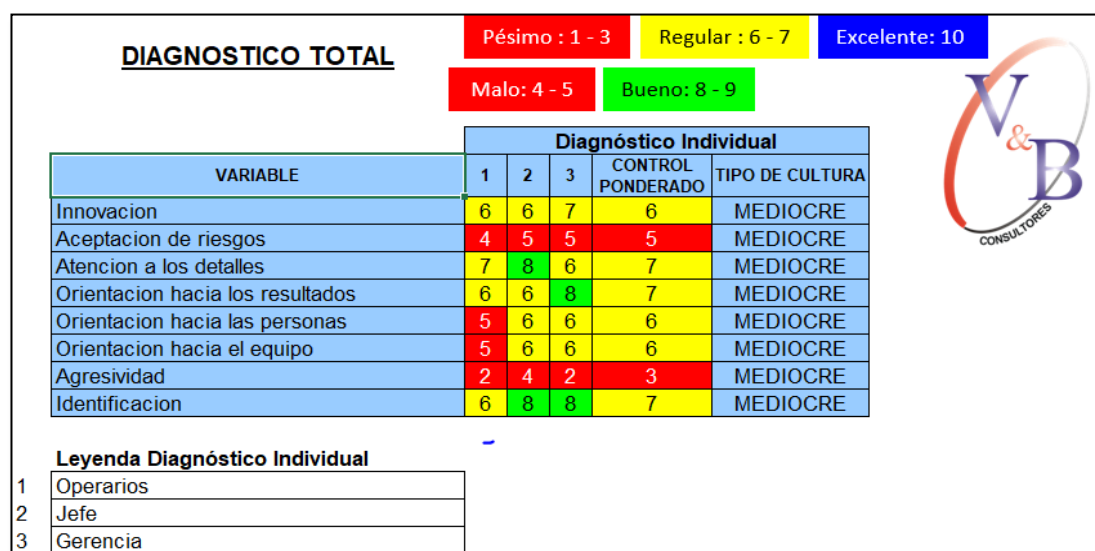 DIAGNOSTICO TOTAL
Pésimo : 1 - 3
Regular : 6 - 7
Excelente: 10
Malo: 4 - 5
Bueno: 8 - 9
V&B
CONSULTORES
Diagnóstico Individual
VARIABLE 1 2 3 CONTROL PONDERADO TIPO DE CULTURA
Innovacion 6 6 7 6 MEDIOCRE
Aceptacion de riesgos 4 5 5 5 MEDIOCRE
Atencion a los detalles 7 8 6 7 MEDIOCRE
Orientacion hacia los resultados 6 6 8 7 MEDIOCRE
Orientacion hacia las personas 5 6 6 6 MEDIOCRE
Orientacion hacia el equipo 5 6 6 6 MEDIOCRE
Agresividad 2 4 2 3 MEDIOCRE
Identificacion 6 8 8 7 MEDIOCRE
Leyenda Diagnóstico Individual
1 Operarios
2 Jefe
3 Gerencia